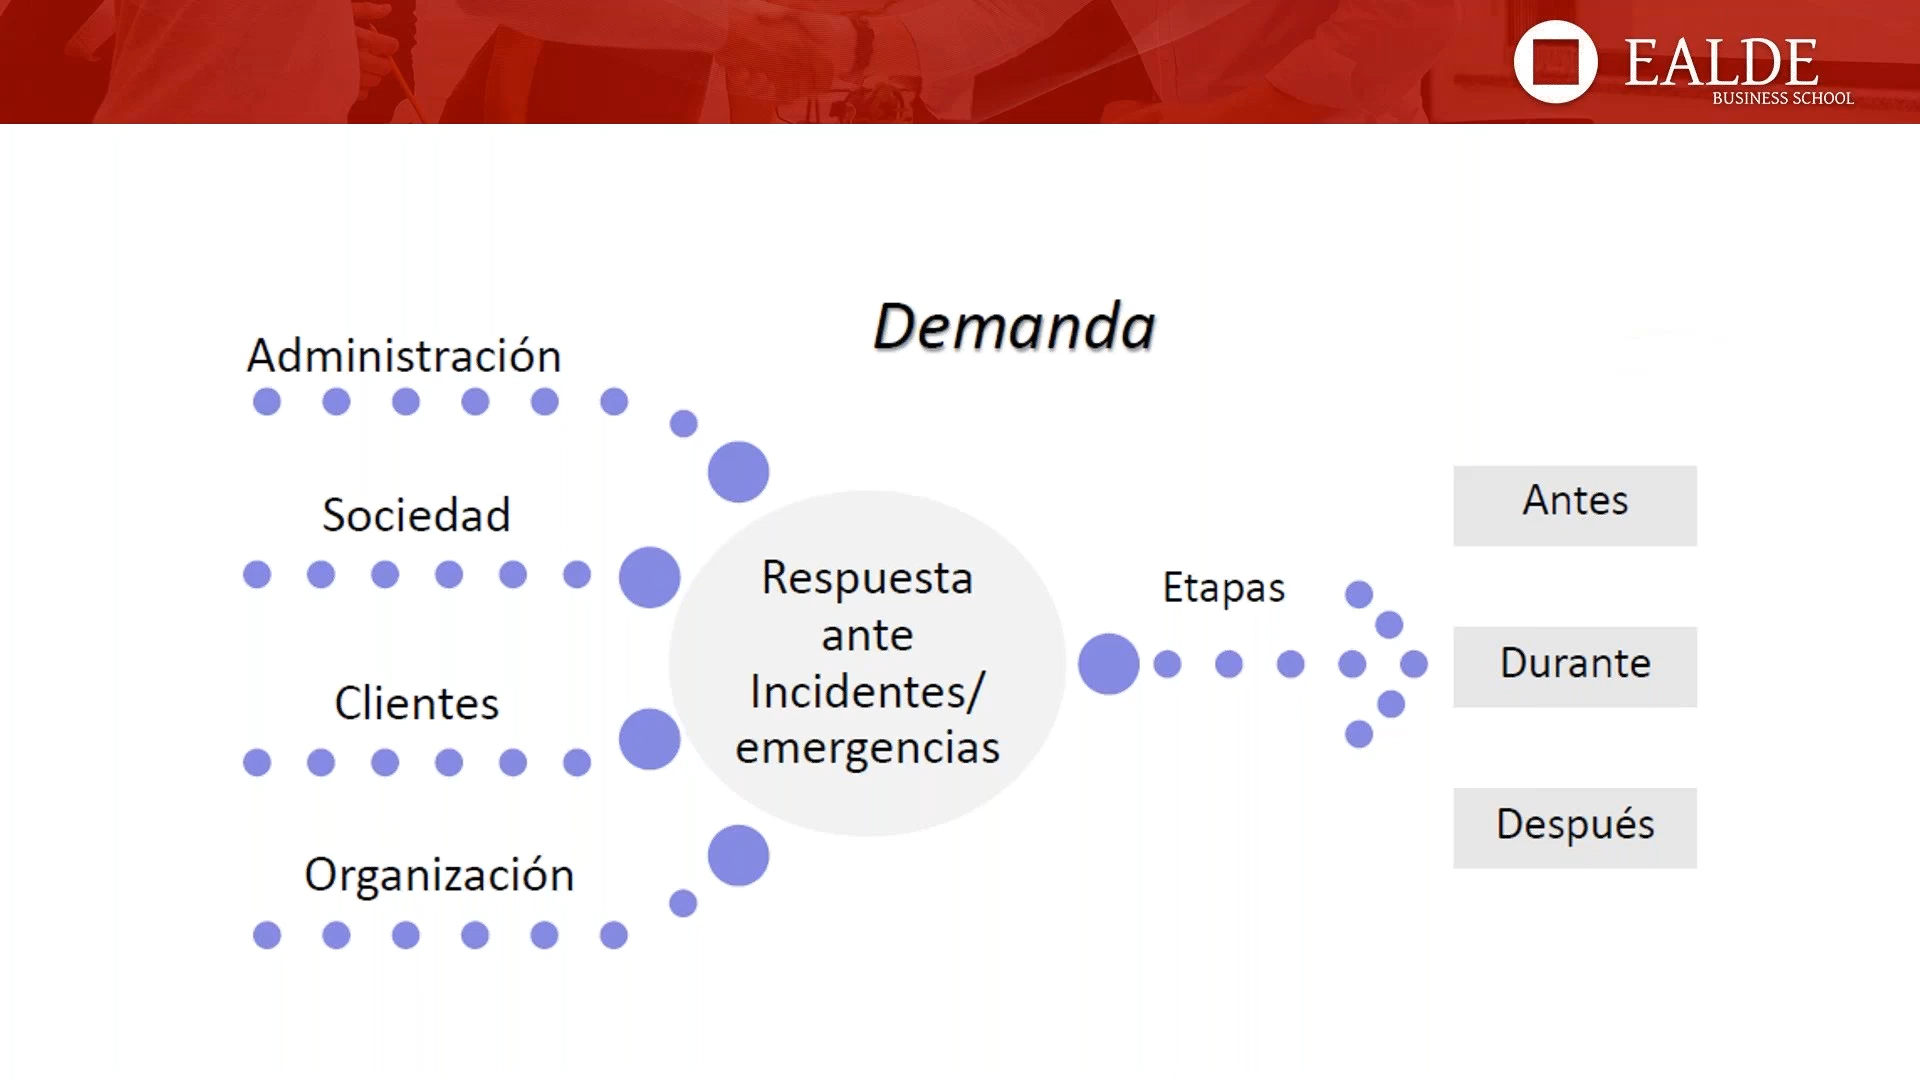 EALDE
BUSINESS SCHOOL
Demanda
Administración
Sociedad
Clientes
Organización
Respuesta
ante
Incidentes/
emergencias
Etapas
Antes
Durante
Después